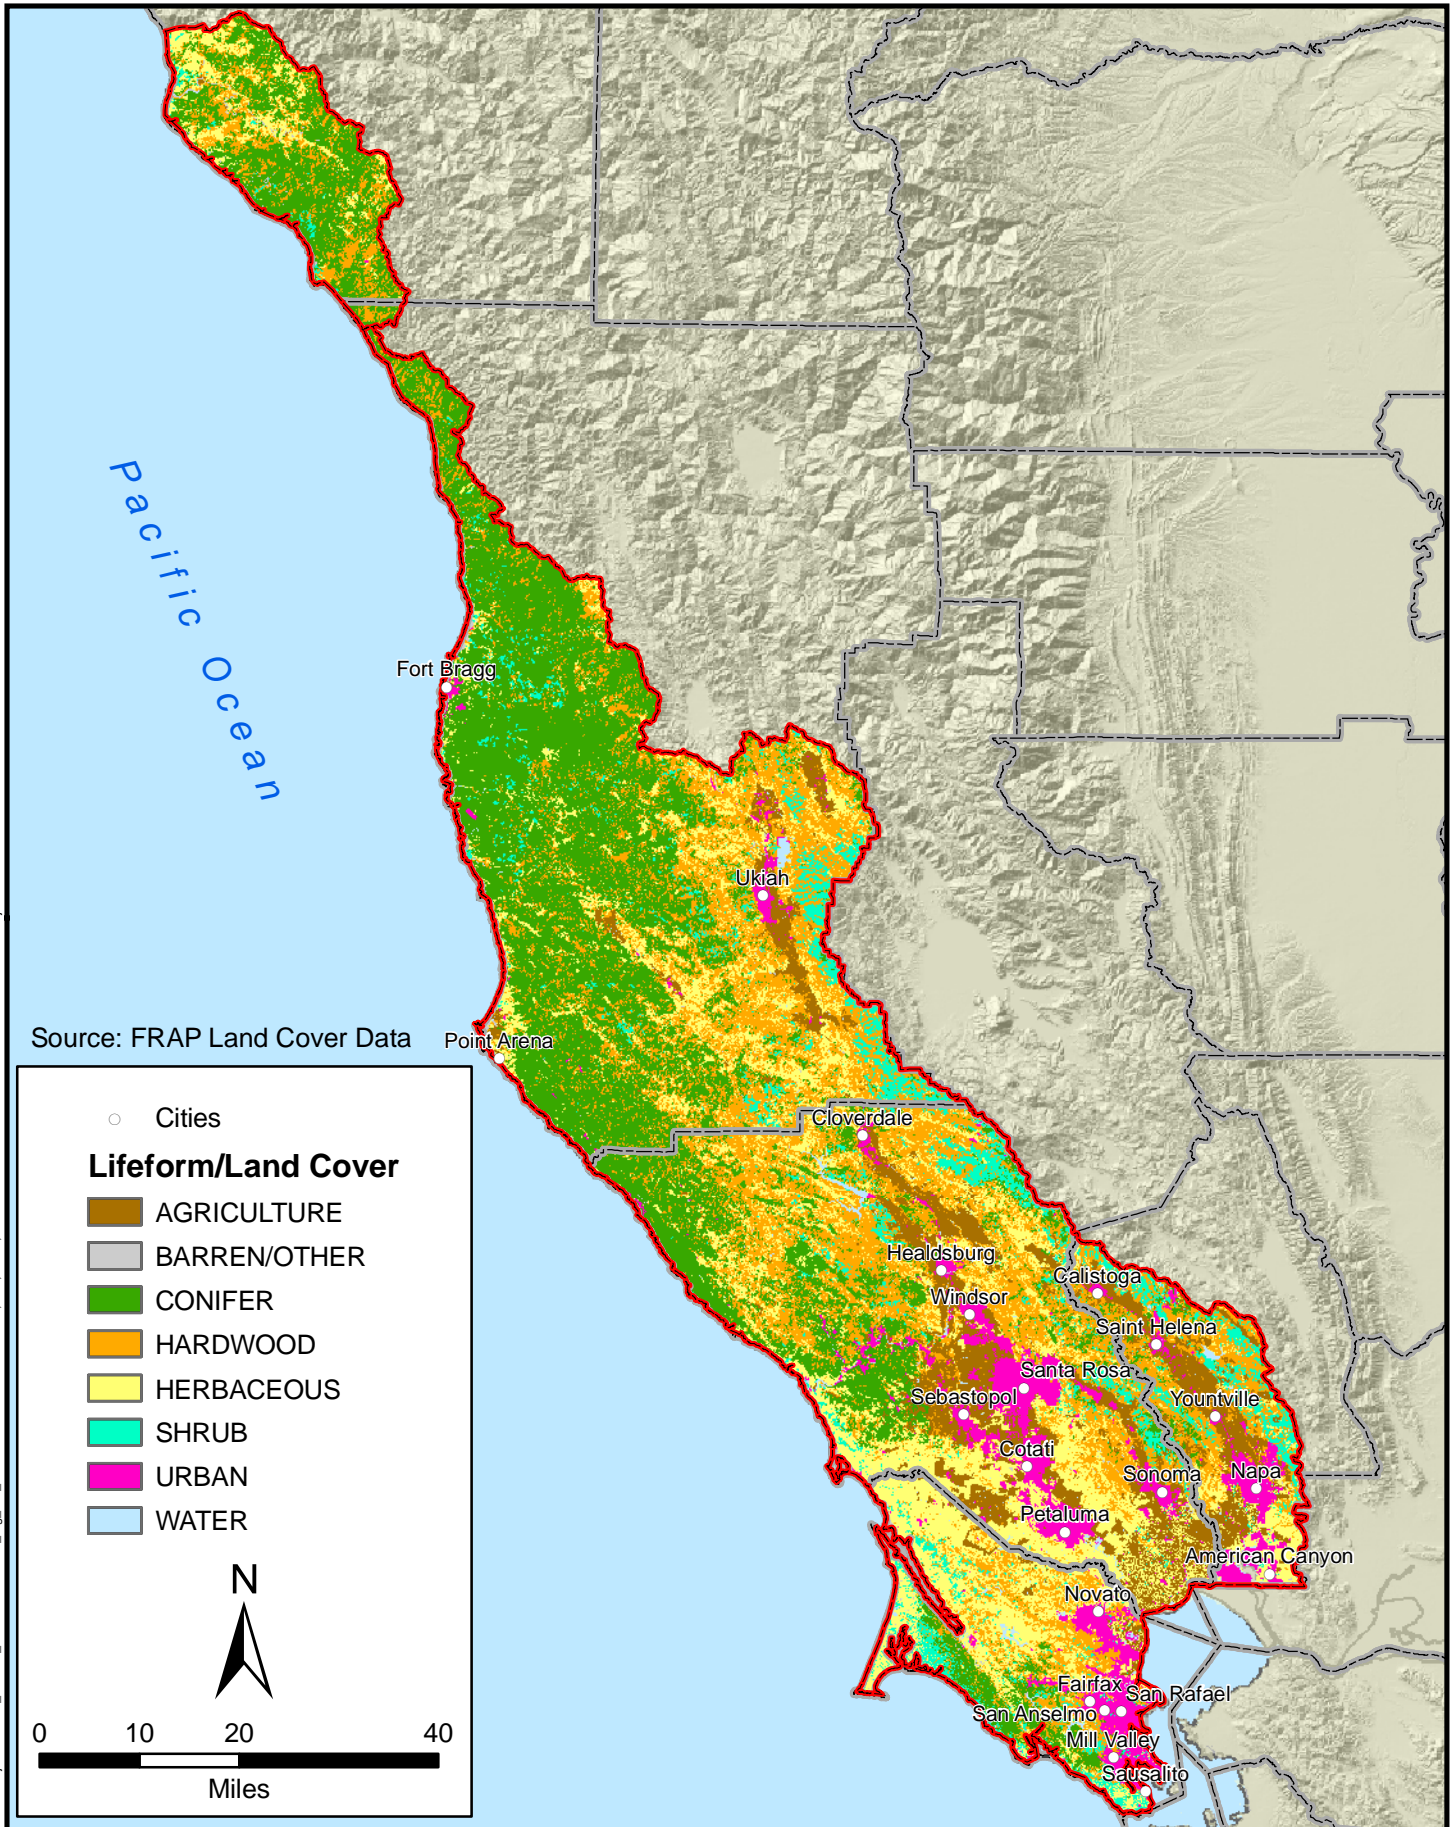 Pacific Ocean
Fort Bragg
Ukiah
Source: FRAP Land Cover Data
Point Arena
Cloverdale
Healdsburg
Calistoga
Windsor
Saint Helena
Santa Rosa
Sebastopol
Yountville
Cotati
Sonoma
Napa
Petaluma
American Canyon
Novato
Fairfax
San Rafael
San Anselmo
Mill Valley
Sausalito
Cities
Lifeform/Land Cover
AGRICULTURE
BARREN/OTHER
CONIFER
HARDWOOD
HERBACEOUS
SHRUB
URBAN
WATER
N
0 10 20 40
Miles